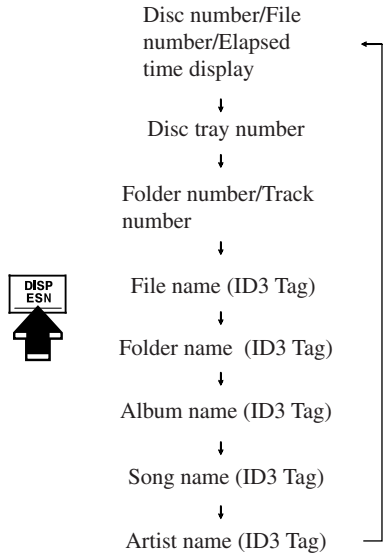 Disc number/File
number/Elapsed
time display
Disc tray number
Folder number/Track
number
DISP
ESN
File name (ID3 Tag)
Folder name (ID3 Tag)
Album name (ID3 Tag)
Song name (ID3 Tag)
Artist name (ID3 Tag)